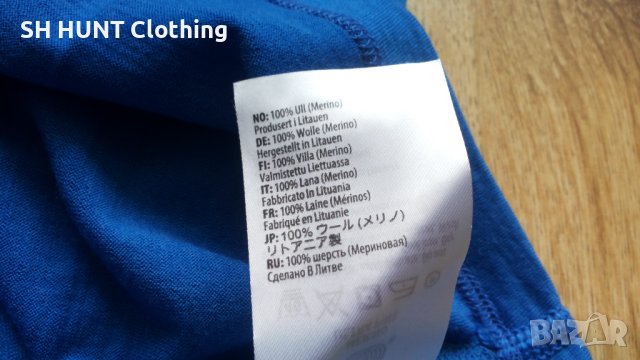 SH HUNT Clothing
NO: 100% Ull (Merino)
Produsert i Litauen
DE: 100% Wolle (Merino)
Hergestellt in Litauen
FI: 100% Villa (Merino)
Valmistettu Liettuassa
IT: 100% Lana (Merino)
Fabbricato In Lituania
FR: 100% Laine (Mérinos)
Fabriqué en Lituanie
JP: 100% ウール (メリノ)
リトアニア製
RU: 100% шерсть (Мериновая)
Сделано В Литве
BAZAR
.bg